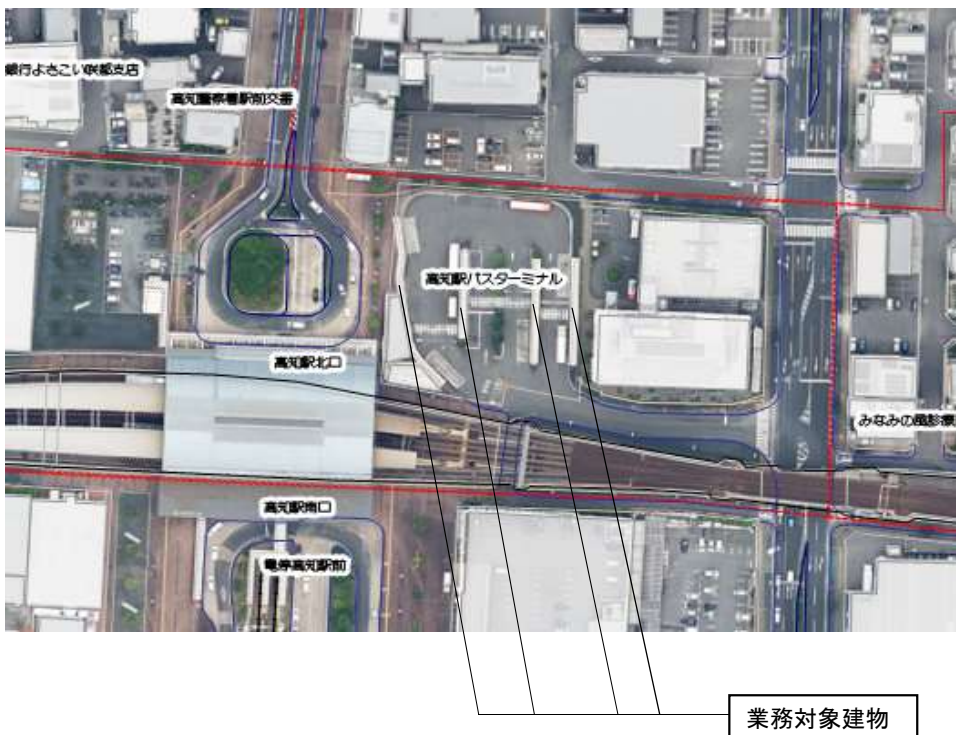 銀行よさこい咲都支店
高知警察署駅前交番
高知駅バスターミナル
高知駅北口
みなみの風診療
高知駅南口
電停高知駅前
業務対象建物